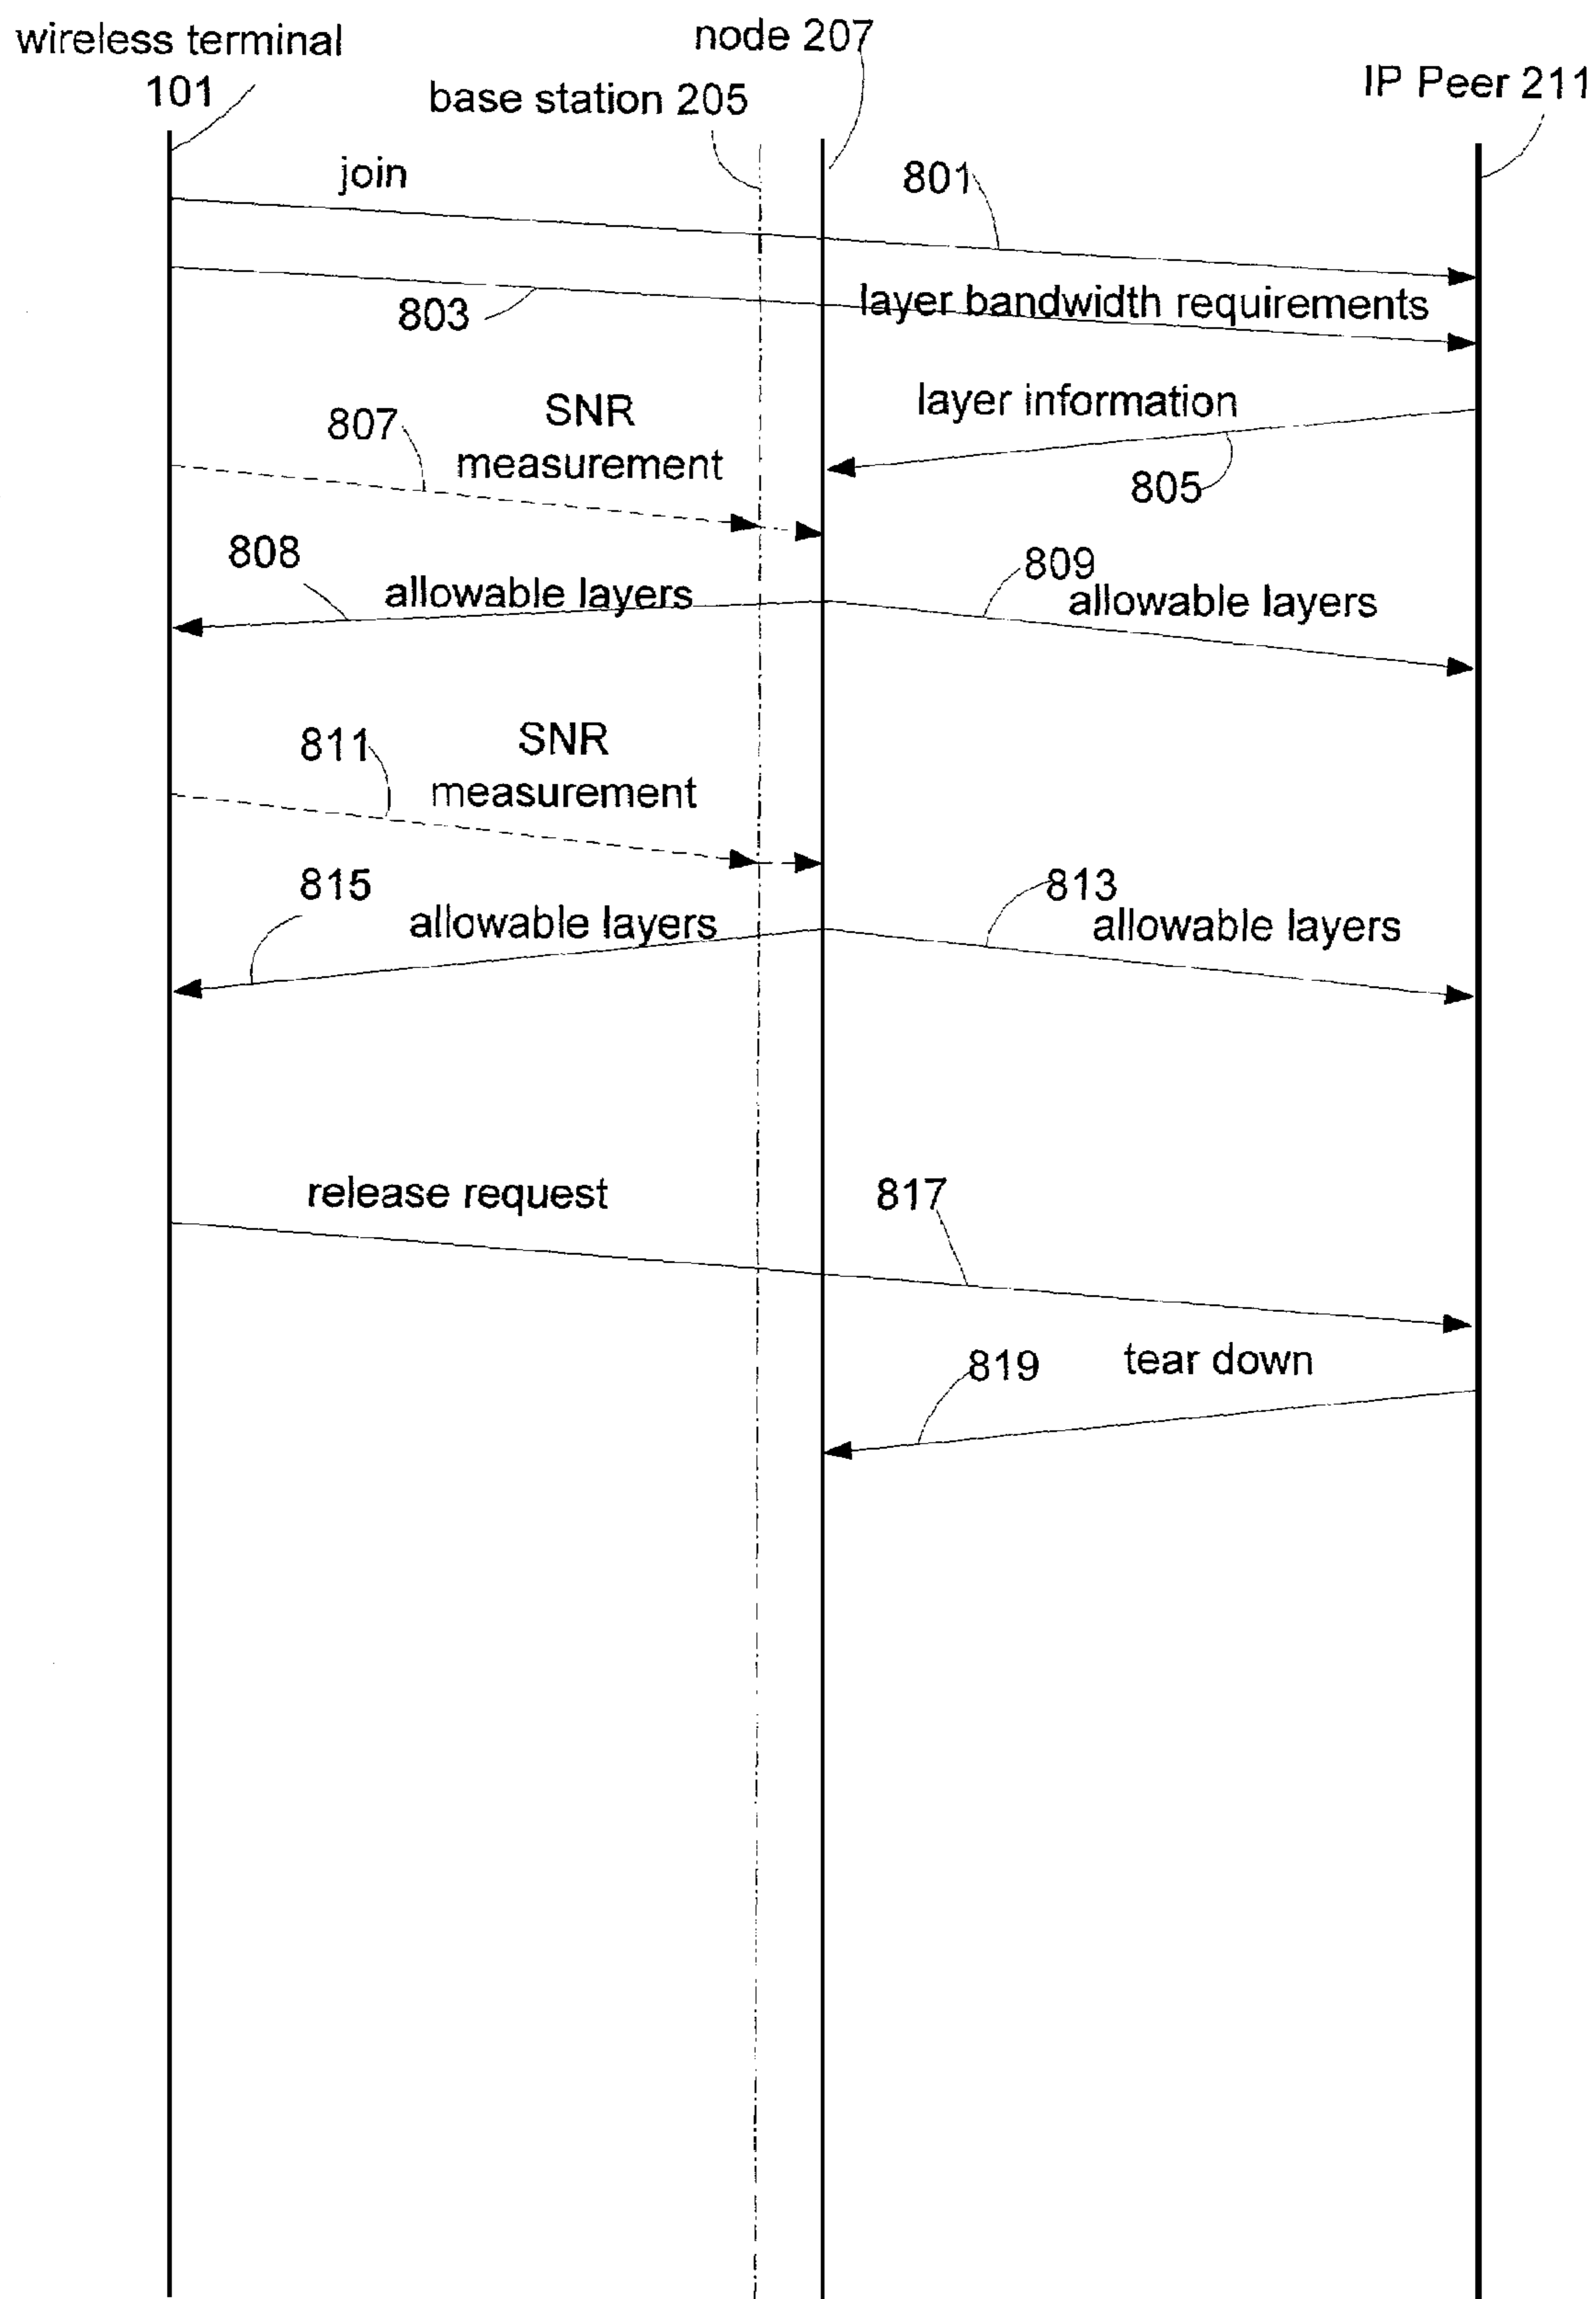 wireless terminal
101
base station 205
node 207
IP Peer 211
join
801
803
layer bandwidth requirements
807
SNR
measurement
layer information
805
808
allowable layers
809
allowable layers
811
SNR
measurement
815
allowable layers
813
allowable layers
release request
817
819
tear down